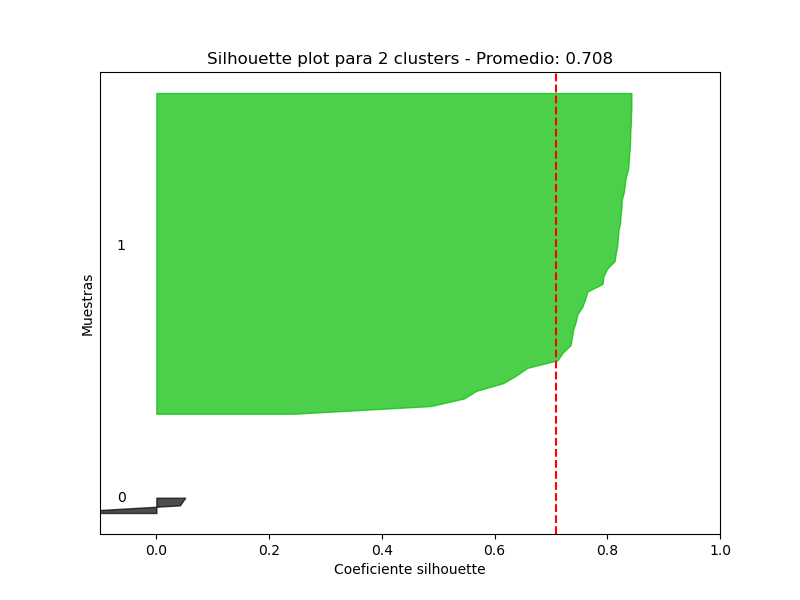 Silhouette plot para 2 clusters - Promedio: 0.708
Muestras
1
0
0.0 0.2 0.4 0.6 0.8 1.0
Coeficiente silhouette